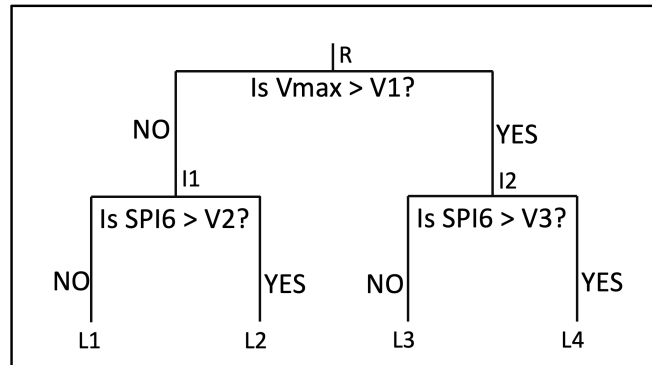 R
Is Vmax > V1?
NO
YES
I1
I2
Is SPI6 > V2?
Is SPI6 > V3?
NO
YES
NO
YES
L1
L2
L3
L4